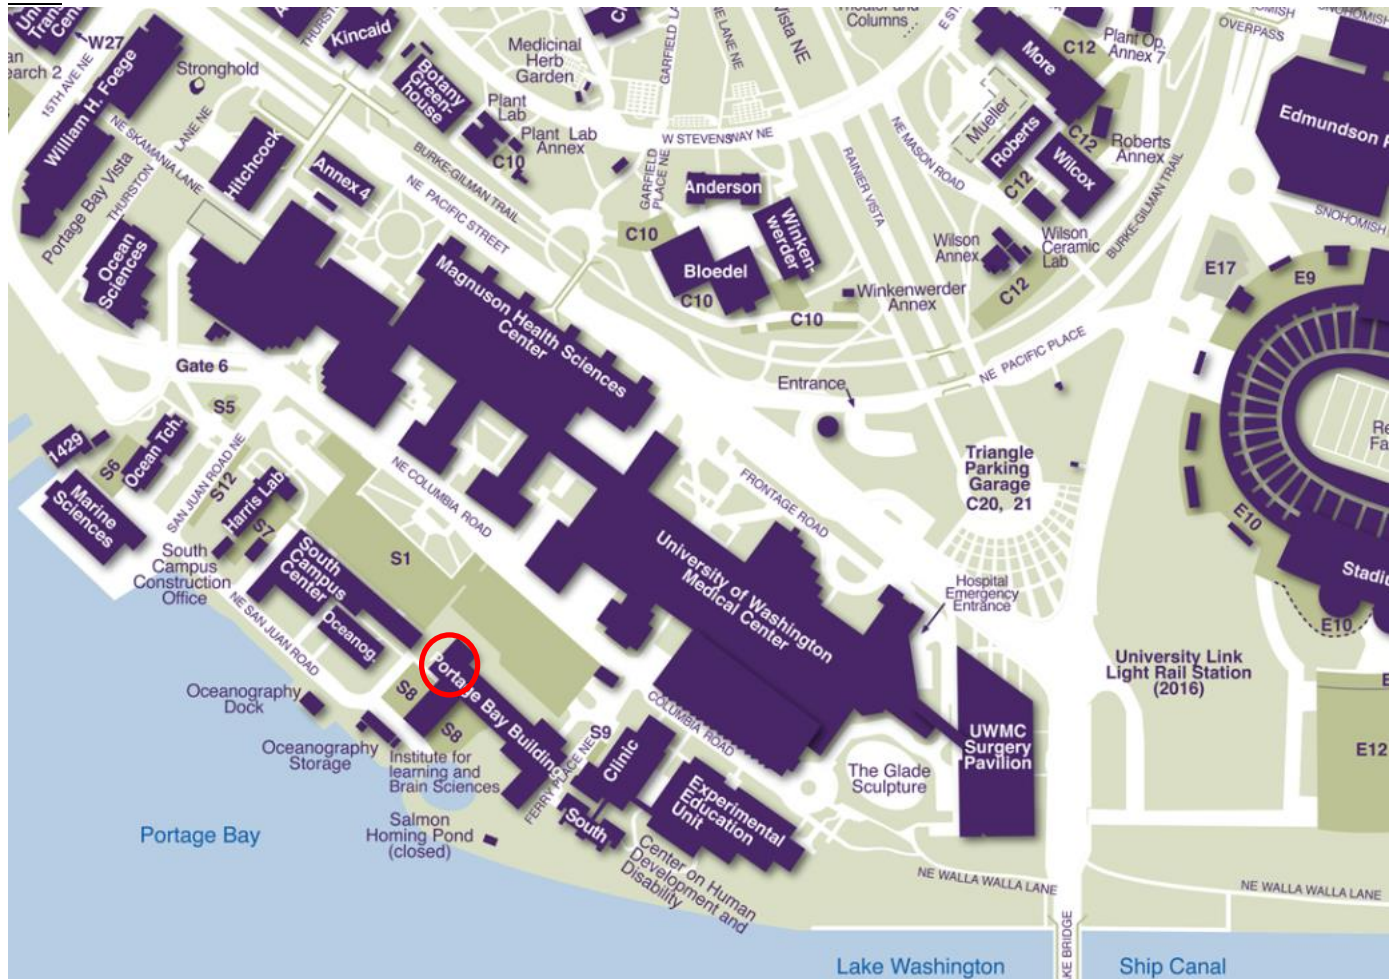 W27
William H. Foege
15TH AVE NE
Stronghold
NE SKAMANIA LANE
LANE NE
THURSTON
Portage Bay Vista
Hitchcock
Annex 4
Ocean
Sciences
Kincaid
Botany
Green-
house
Medicinal
Herb
Garden
Plant
Lab
Plant Lab
Annex
C10
BURKE-GILMAN TRAIL
NE PACIFIC STREET
W STEVENS WAY NE
GARFIELD
PLACE NE
Anderson
Winken-
werder
C10
Bloedel
C10
C10
Winkenwerder
Annex
RAINIER VISTA
NE MASON ROAD
More
C12
Plant Op.
Annex 7
Mueller
Roberts
C12
Wilcox
Roberts
Annex
C12
Wilson
Annex
Wilson
Ceramic
Lab
C12
BURKE-GILMAN TRAIL
OVERPASS
E17
E9
NE PACIFIC PLACE
Entrance
Magnuson Health Sciences
Center
Gate 6
S5
1429
S6
Ocean Tch.
Marine
Sciences
SAN JUAN ROAD NE
S12
Harris Lab
S7
South
Campus
Construction
Office
South
Campus
Center
Oceanog.
NE SAN JUAN ROAD
S1
NE COLUMBIA ROAD
FRONTAGE ROAD
Triangle
Parking
Garage
C20, 21
University of Washington
Medical Center
Hospital
Emergency
Entrance
University Link
Light Rail Station
(2016)
E10
E10
E12
UWMC
Surgery
Pavilion
The Glade
Sculpture
COLUMBIA ROAD
Portage Bay Building
S8
S8
Oceanography
Dock
Oceanography
Storage
Institute for
learning and
Brain Sciences
Salmon
Homing Pond
(closed)
FERRY PLACE NE
S9
Clinic
South
Experimental
Education
Unit
Center on Human
Development and
Disability
Portage Bay
NE WALLA WALLA LANE
NE WALLA WALLA LANE
Lake Washington
Ship Canal